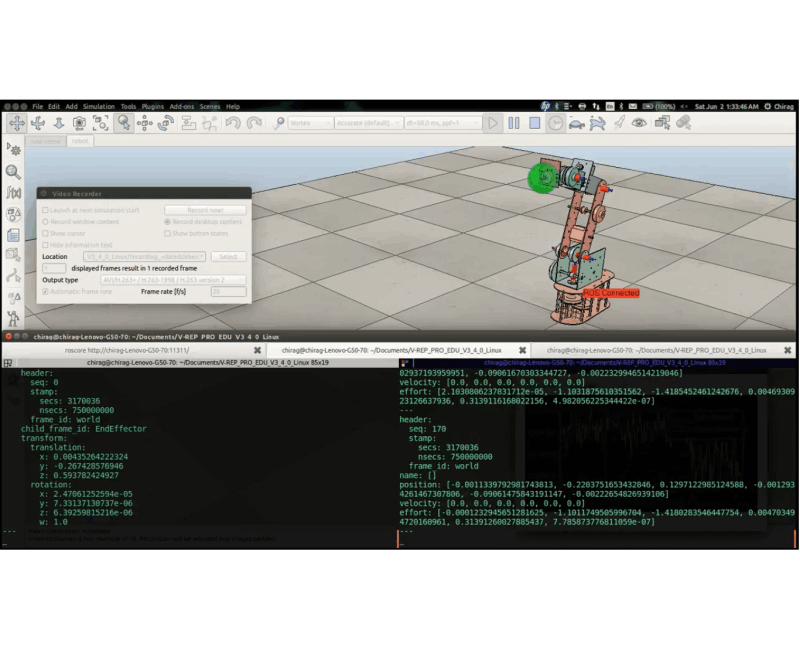 File Edit Add Simulation Tools Plugins Add-ons Scenes Help
(100%) Sat Jun 2 1:33:46 AM Chirag
Vortex Accurate (default) dt=50.0 ms, ppf=1
robot
Video Recorder
Launch at next simulation start
Record now!
Record window content
Record desktop content
Show cursor
Show button states
Hide information text
Location
Select
displayed frames result in 1 recorded frame
Output type
AVI/H.263+ / H.263-1998 / H.263 version 2
Automatic frame rate
Frame rate [f/s]
ROS Connected
chirag@chirag-Lenovo-G50-70: ~/Documents/V-REP_PRO_EDU_V3_4_0_Linux
roscore http://chirag-Lenovo-G50-70:11311/
chirag@chirag-Lenovo-G50-70: ~/Documents/V-REP_PRO_EDU_V3_4_0_Linux
chirag@chirag-Lenovo-G50-70: ~/Documents/V-REP_PRO_EDU_V3_4_0_Linux
chirag@chirag-Lenovo-G50-70: ~/Documents/V-REP_PRO_EDU_V3_4_0_Linux 85x19
header:
seq: 0
stamp:
secs: 3170036
nsecs: 750000000
frame_id: world
child_frame_id: EndEffector
transform:
translation:
x: 0.00435264222324
y: -0.267428576946
z: 0.593782424927
rotation:
x: 2.47061252594e-05
y: 7.33137130737e-06
z: 6.39259815216e-06
w: 1.0
---
chirag@chirag-Lenovo-G50-70: ~/Documents/V-REP_PRO_EDU_V3_4_0_Linux 85x39
02937193959951, -0.09061670303344727, -0.0022329946514219046]
velocity: [0.0, 0.0, 0.0, 0.0, 0.0, 0.0]
effort: [2.1030806237831712e-05, -1.1031875610351562, -1.4185452461242676, 0.00469309
23126637936, 0.3139116168022156, 4.982056225344422e-07]
---
header:
seq: 170
stamp:
secs: 3170036
nsecs: 750000000
frame_id: world
name: []
position: [-0.0011339792981743813, -0.2203751653432846, 0.1297122985124588, -0.001293
4261467307806, -0.0906147584319 1147, -0.00222654826939106]
velocity: [0.0, 0.0, 0.0, 0.0, 0.0, 0.0]
effort: [-0.0001232945651281625, -1.1011749505996704, -1.4180283546447754, 0.00470349
4720160961, 0.31391260027885437, 7.785873776811059e-07]
---